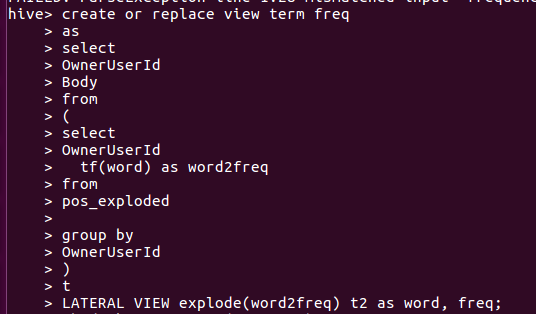 FAILED: ParseException line 1:28 mismatched input 'frequenc
hive> create or replace view term freq
> as
> select
> OwnerUserId
> Body
> from
> (
> select
> OwnerUserId
>   tf(word) as word2freq
> from
> pos_exploded
>
> group by
> OwnerUserId
> )
> t
> LATERAL VIEW explode(word2freq) t2 as word, freq;